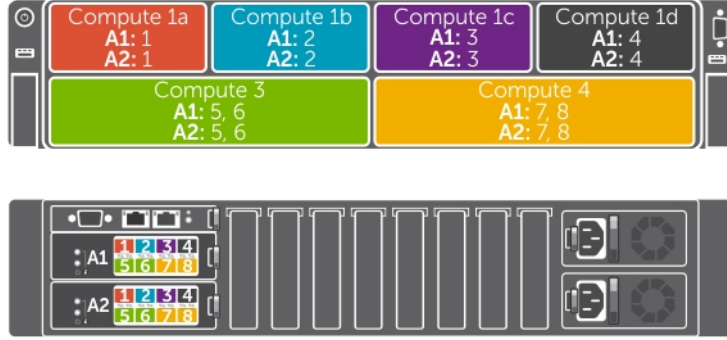 Compute 1a
A1: 1
A2: 1
Compute 1b
A1: 2
A2: 2
Compute 1c
A1: 3
A2: 3
Compute 1d
A1: 4
A2: 4
Compute 3
A1: 5, 6
A2: 5, 6
Compute 4
A1: 7, 8
A2: 7, 8
A1
1 2 3 4
5 6 7 8
A2
1 2 3 4
5 6 7 8